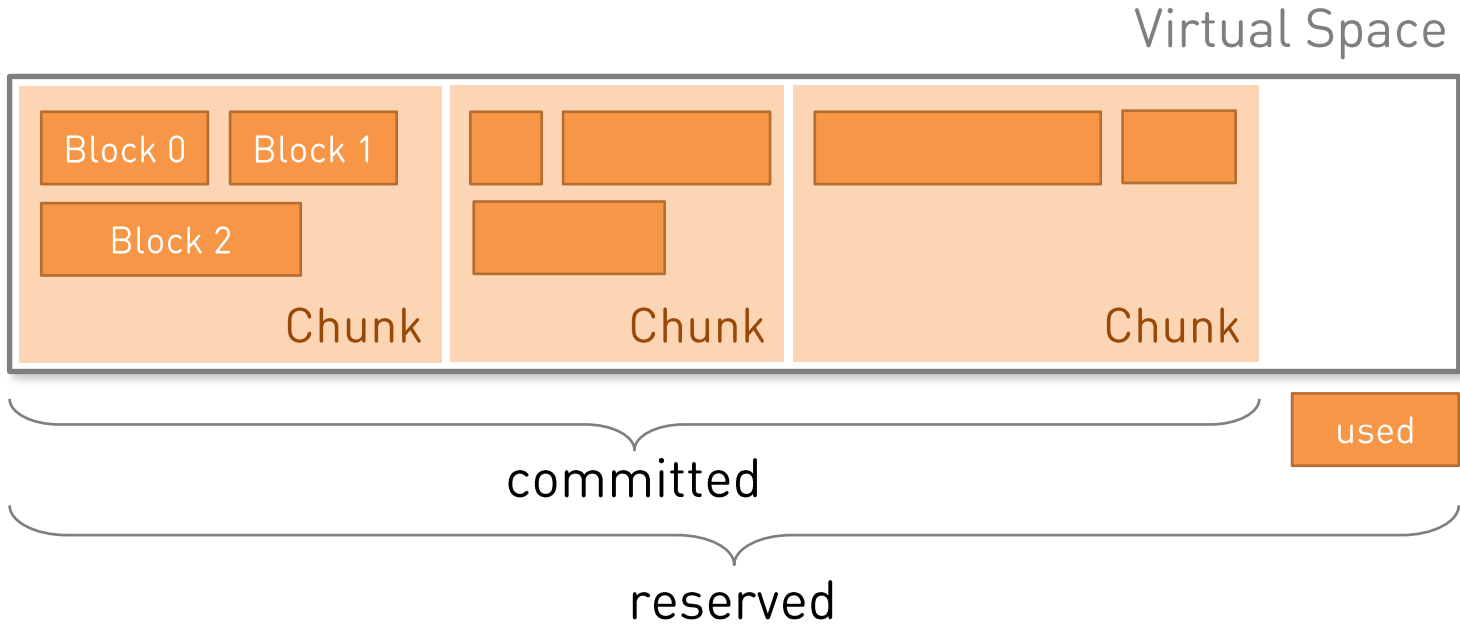 Virtual Space
Block 0
Block 1
Block 2
Chunk
Chunk
Chunk
used
committed
reserved